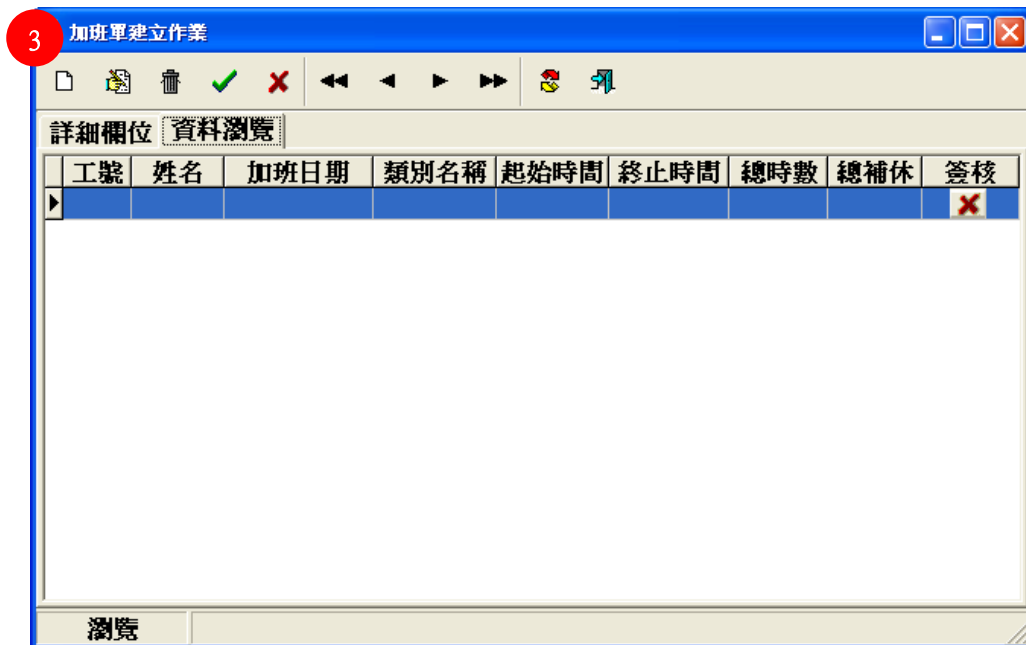 3 加班單建立作業
詳細欄位 資料瀏覽
工號 姓名 加班日期 類別名稱 起始時間 終止時間 總時數 總補休 簽核
瀏覽